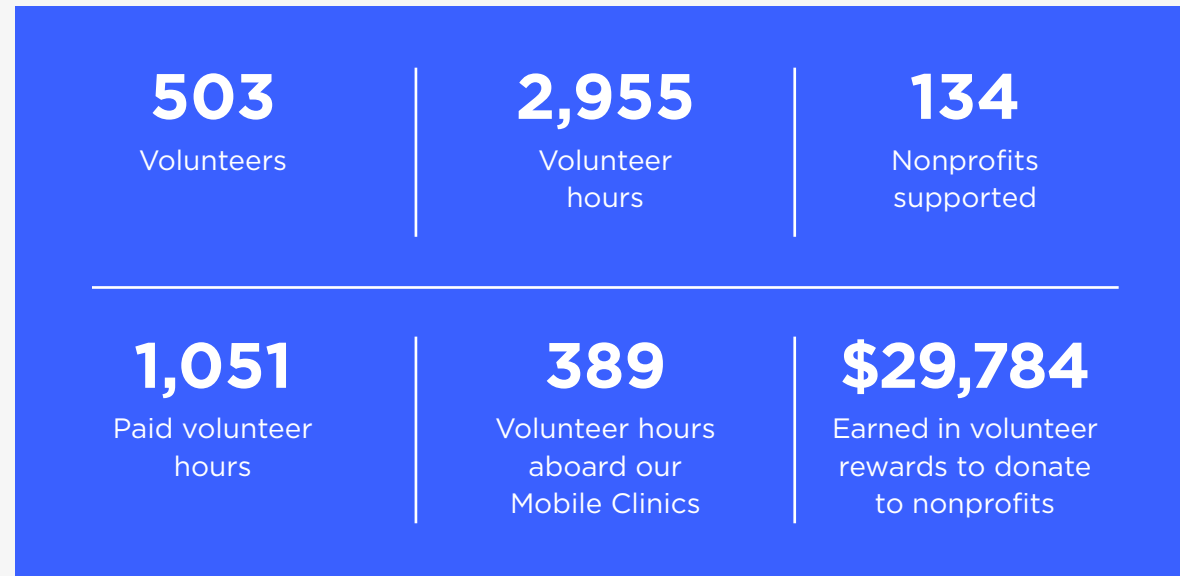 503
Volunteers
2,955
Volunteer
hours
134
Nonprofits
supported
1,051
Paid volunteer
hours
389
Volunteer hours
aboard our
Mobile Clinics
$29,784
Earned in volunteer
rewards to donate
to nonprofits